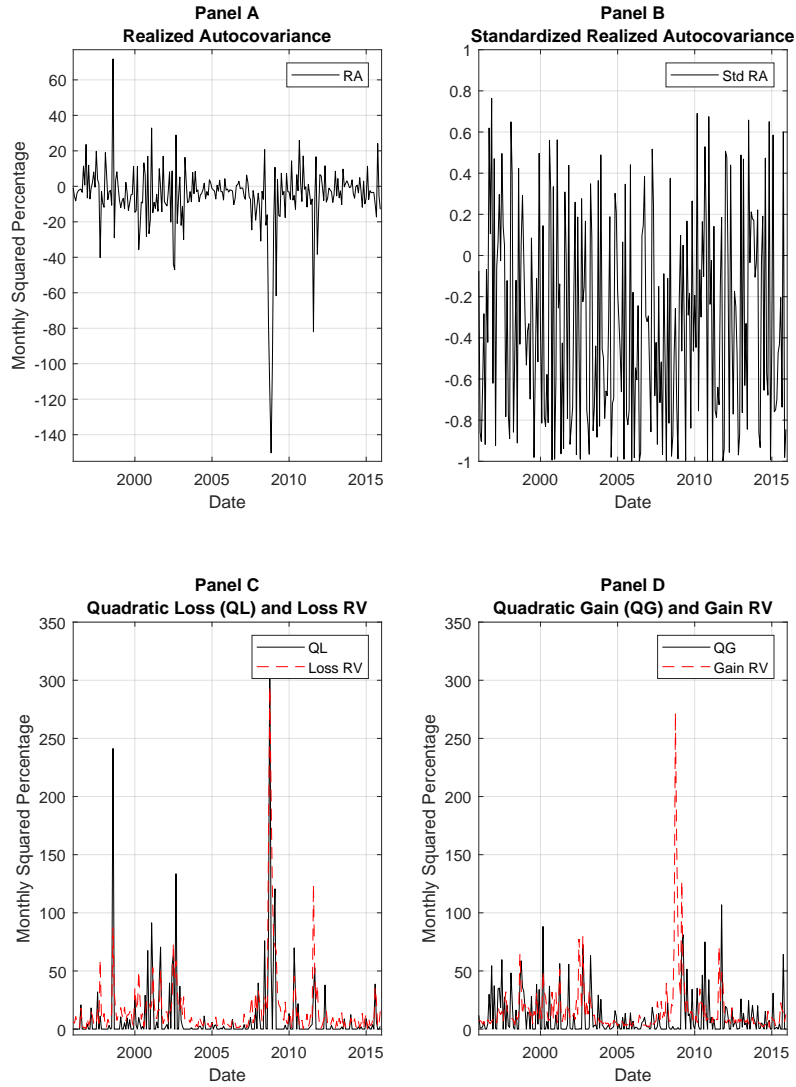 Panel A
Realized Autocovariance
RA
Monthly Squared Percentage
60
40
20
0
-20
-40
-60
-80
-100
-120
-140
2000
2005
2010
2015
Date
Panel B
Standardized Realized Autocovariance
Std RA
1
0.8
0.6
0.4
0.2
0
-0.2
-0.4
-0.6
-0.8
-1
2000
2005
2010
2015
Date
Panel C
Quadratic Loss (QL) and Loss RV
QL
Loss RV
Monthly Squared Percentage
350
300
250
200
150
100
50
0
2000
2005
2010
2015
Date
Panel D
Quadratic Gain (QG) and Gain RV
QG
Gain RV
Monthly Squared Percentage
350
300
250
200
150
100
50
0
2000
2005
2010
2015
Date